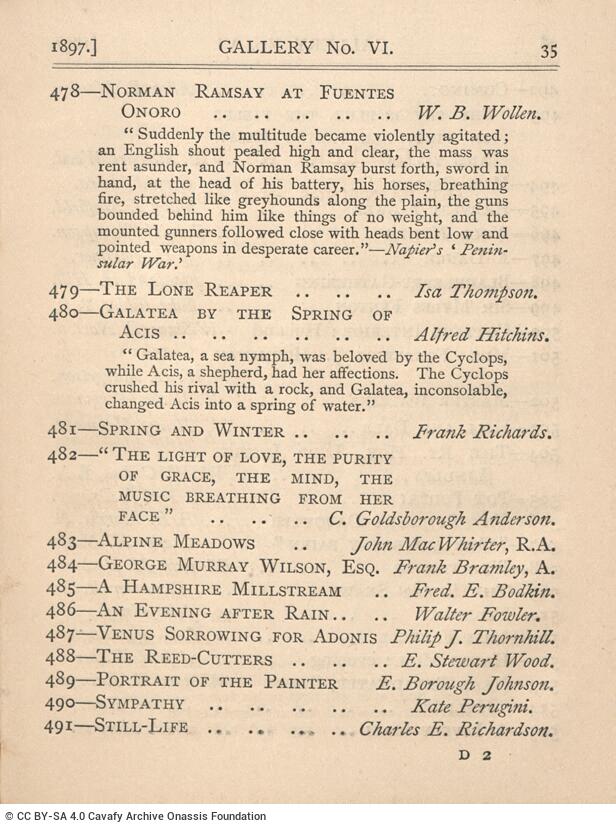 1897.] GALLERY No. VI. 35
478—Norman Ramsay at Fuentes
Onoro .. .. .. .. .. W. B. Wollen.
" Suddenly the multitude became violently agitated ;
an English shout pealed high and clear, the mass was
rent asunder, and Norman Ramsay burst forth, sword in
hand, at the head of his battery, his horses, breathing
fire, stretched like greyhounds along the plain, the guns
bounded behind him like things of no weight, and the
mounted gunners followed close with heads bent low and
pointed weapons in desperate career."—Napier's ' Penin-
sular War.'
479—The Lone Reaper .. .. .. Isa Thompson.
480—Galatea by the Spring of
Acis .. .. .. .. .. .. Alfred Hitchins.
" Galatea, a sea nymph, was beloved by the Cyclops,
while Acis, a shepherd, had her affections. The Cyclops
crushed his rival with a rock, and Galatea, inconsolable,
changed Acis into a spring of water."
481—Spring and Winter .. .. .. Frank Richards.
482—" The light of love, the purity
of grace, the mind, the
music breathing from her
face " .. .. .. C. Goldsborough Anderson.
483—Alpine Meadows .. John MacWhirter, R.A.
484—George Murray Wilson, Esq. Frank Bramley, A.
485—A Hampshire Millstream .. Fred. E. Bodkin.
486—An Evening after Rain.. .. Walter Fowler.
487—Venus Sorrowing for Adonis Philip J. Thornhill.
488—The Reed-Cutters .. .. .. E. Stewart Wood.
489—Portrait of the Painter E. Borough Johnson.
490—Sympathy .. .. .. .. .. Kate Perugini.
491—Still-Life .. .. .. .. Charles E. Richardson.
D 2
© CC BY-SA 4.0 Cavafy Archive Onassis Foundation